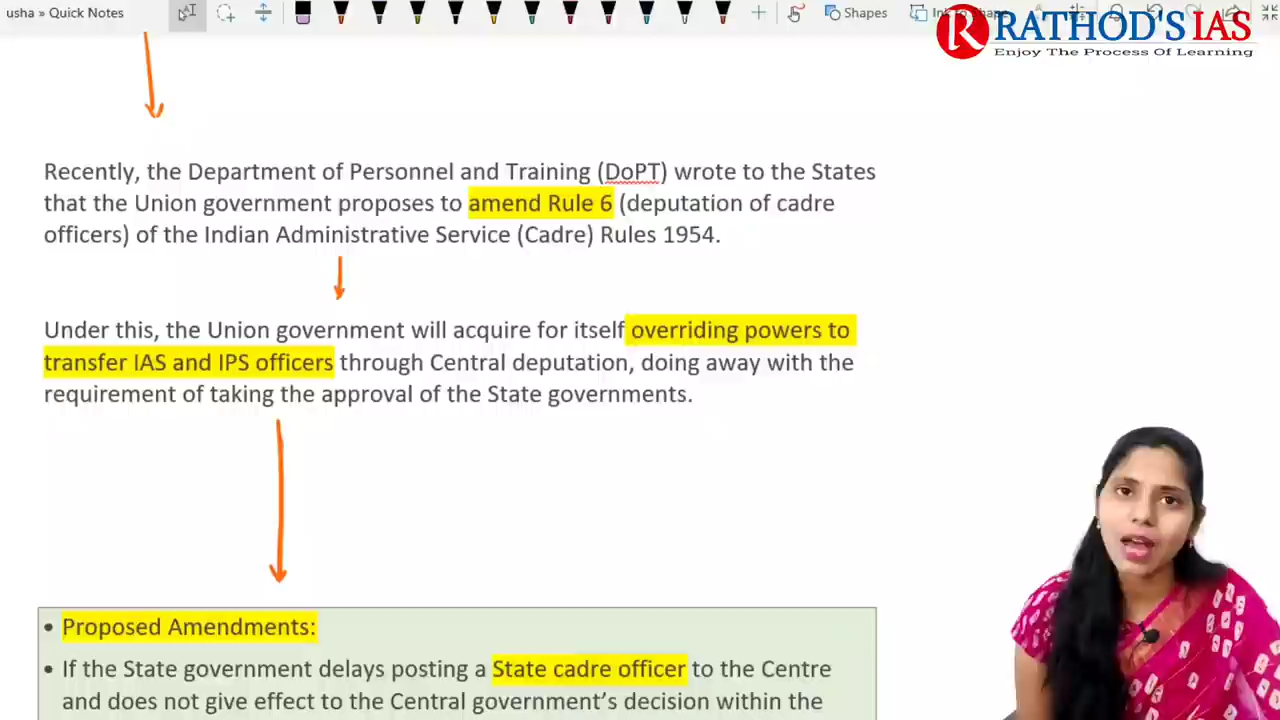 usha » Quick Notes
Shapes
RATHOD'S IAS
Enjoy The Process Of Learning
Recently, the Department of Personnel and Training (DoPT) wrote to the States
that the Union government proposes to amend Rule 6 (deputation of cadre
officers) of the Indian Administrative Service (Cadre) Rules 1954.
Under this, the Union government will acquire for itself overriding powers to
transfer IAS and IPS officers through Central deputation, doing away with the
requirement of taking the approval of the State governments.
• Proposed Amendments:
• If the State government delays posting a State cadre officer to the Centre
and does not give effect to the Central government's decision within the